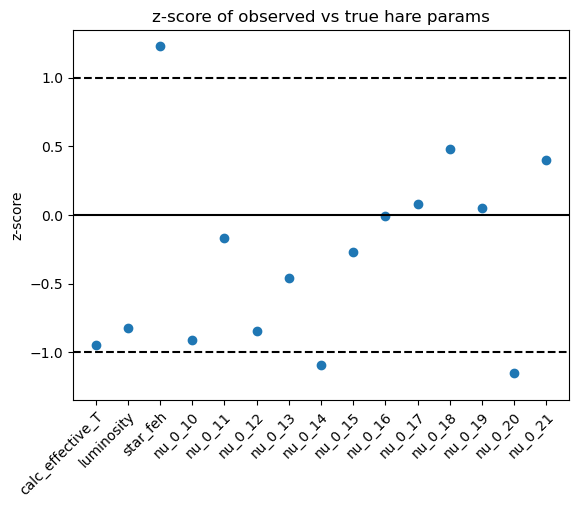 z-score of observed vs true hare params
1.0
0.5
0.0
−0.5
−1.0
z-score
calc_effective_T
luminosity
star_feh
nu_0_10
nu_0_11
nu_0_12
nu_0_13
nu_0_14
nu_0_15
nu_0_16
nu_0_17
nu_0_18
nu_0_19
nu_0_20
nu_0_21